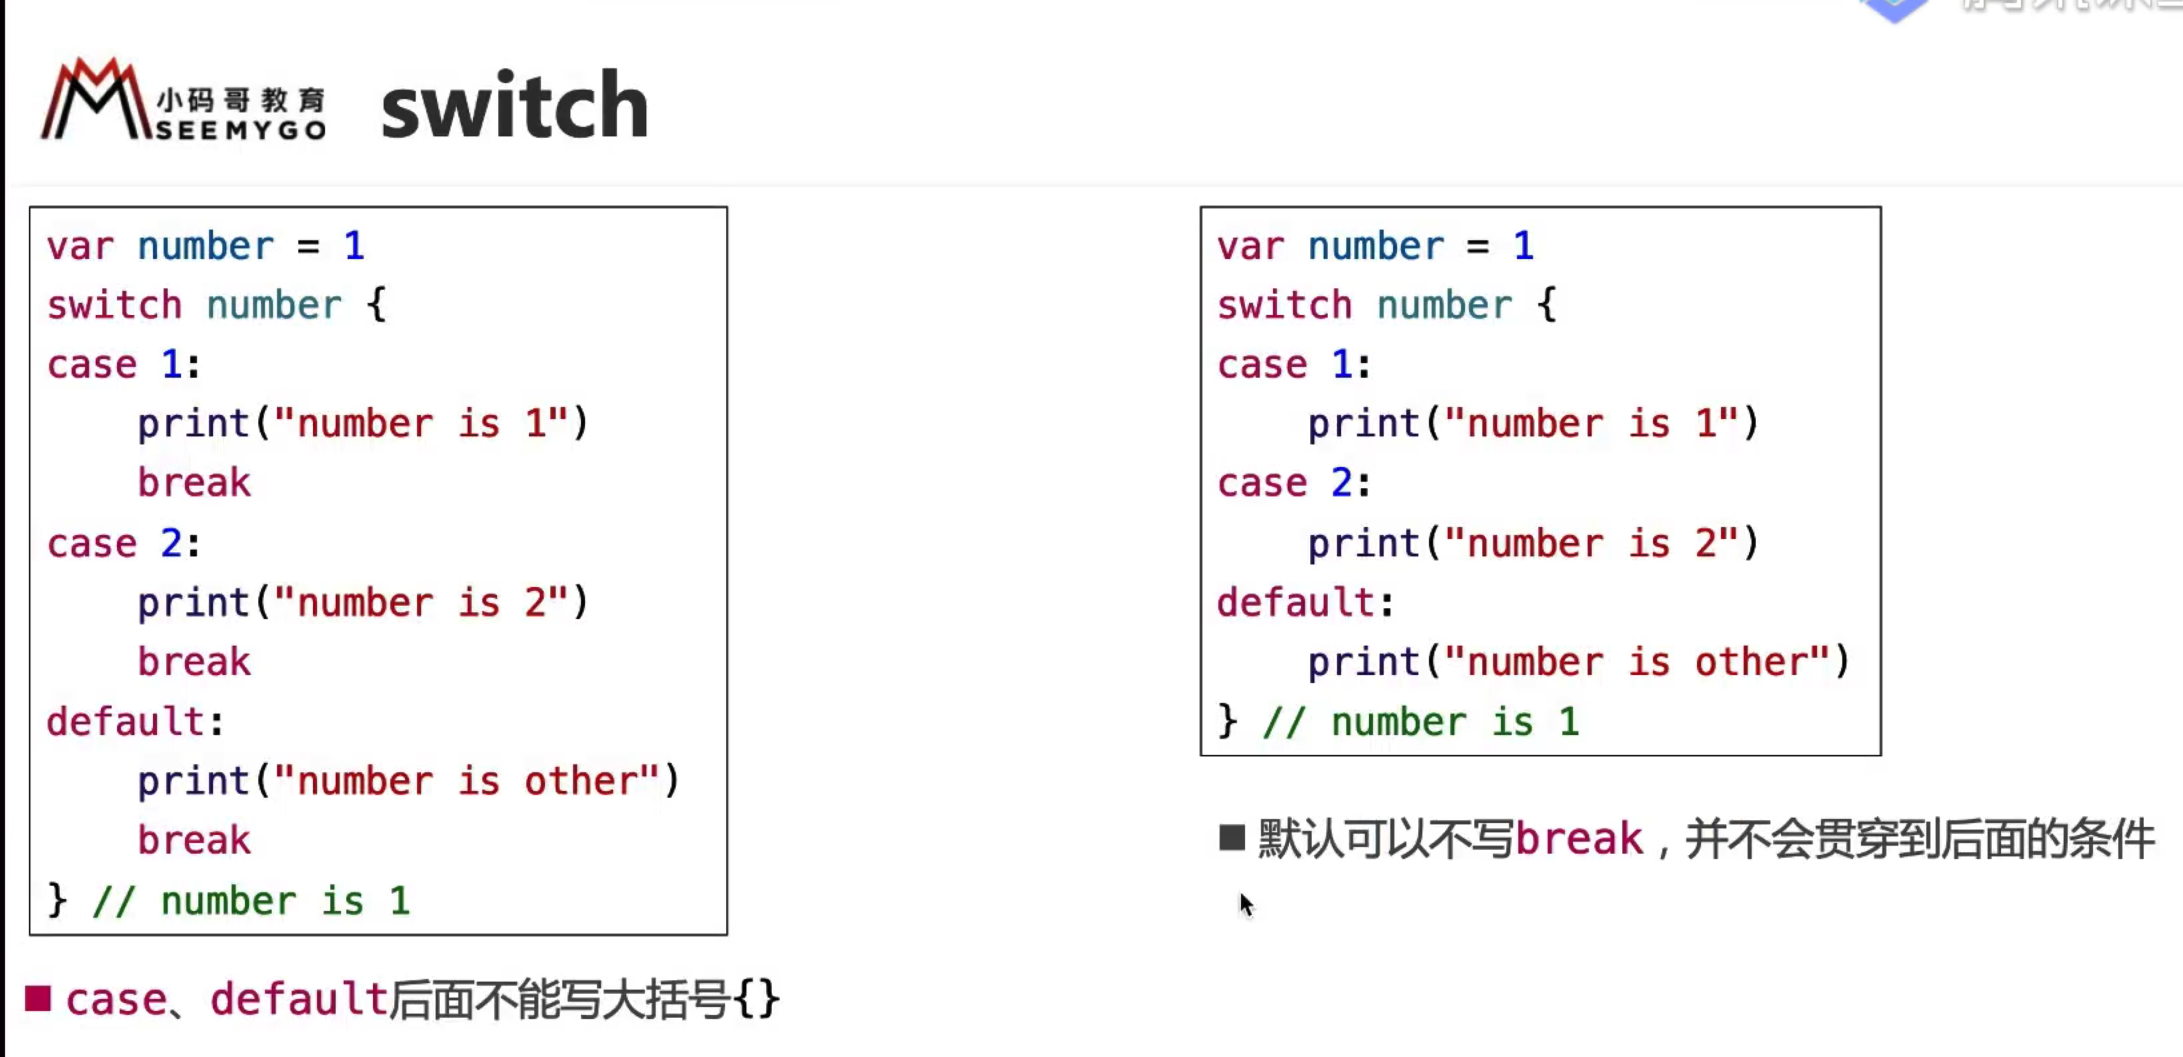 小码哥教育
SEEMYGO
switch
var number = 1
switch number {
case 1:
    print("number is 1")
    break
case 2:
    print("number is 2")
    break
default:
    print("number is other")
    break
} // number is 1
■ case、default后面不能写大括号{}
var number = 1
switch number {
case 1:
    print("number is 1")
case 2:
    print("number is 2")
default:
    print("number is other")
} // number is 1
■ 默认可以不写break，并不会贯穿到后面的条件